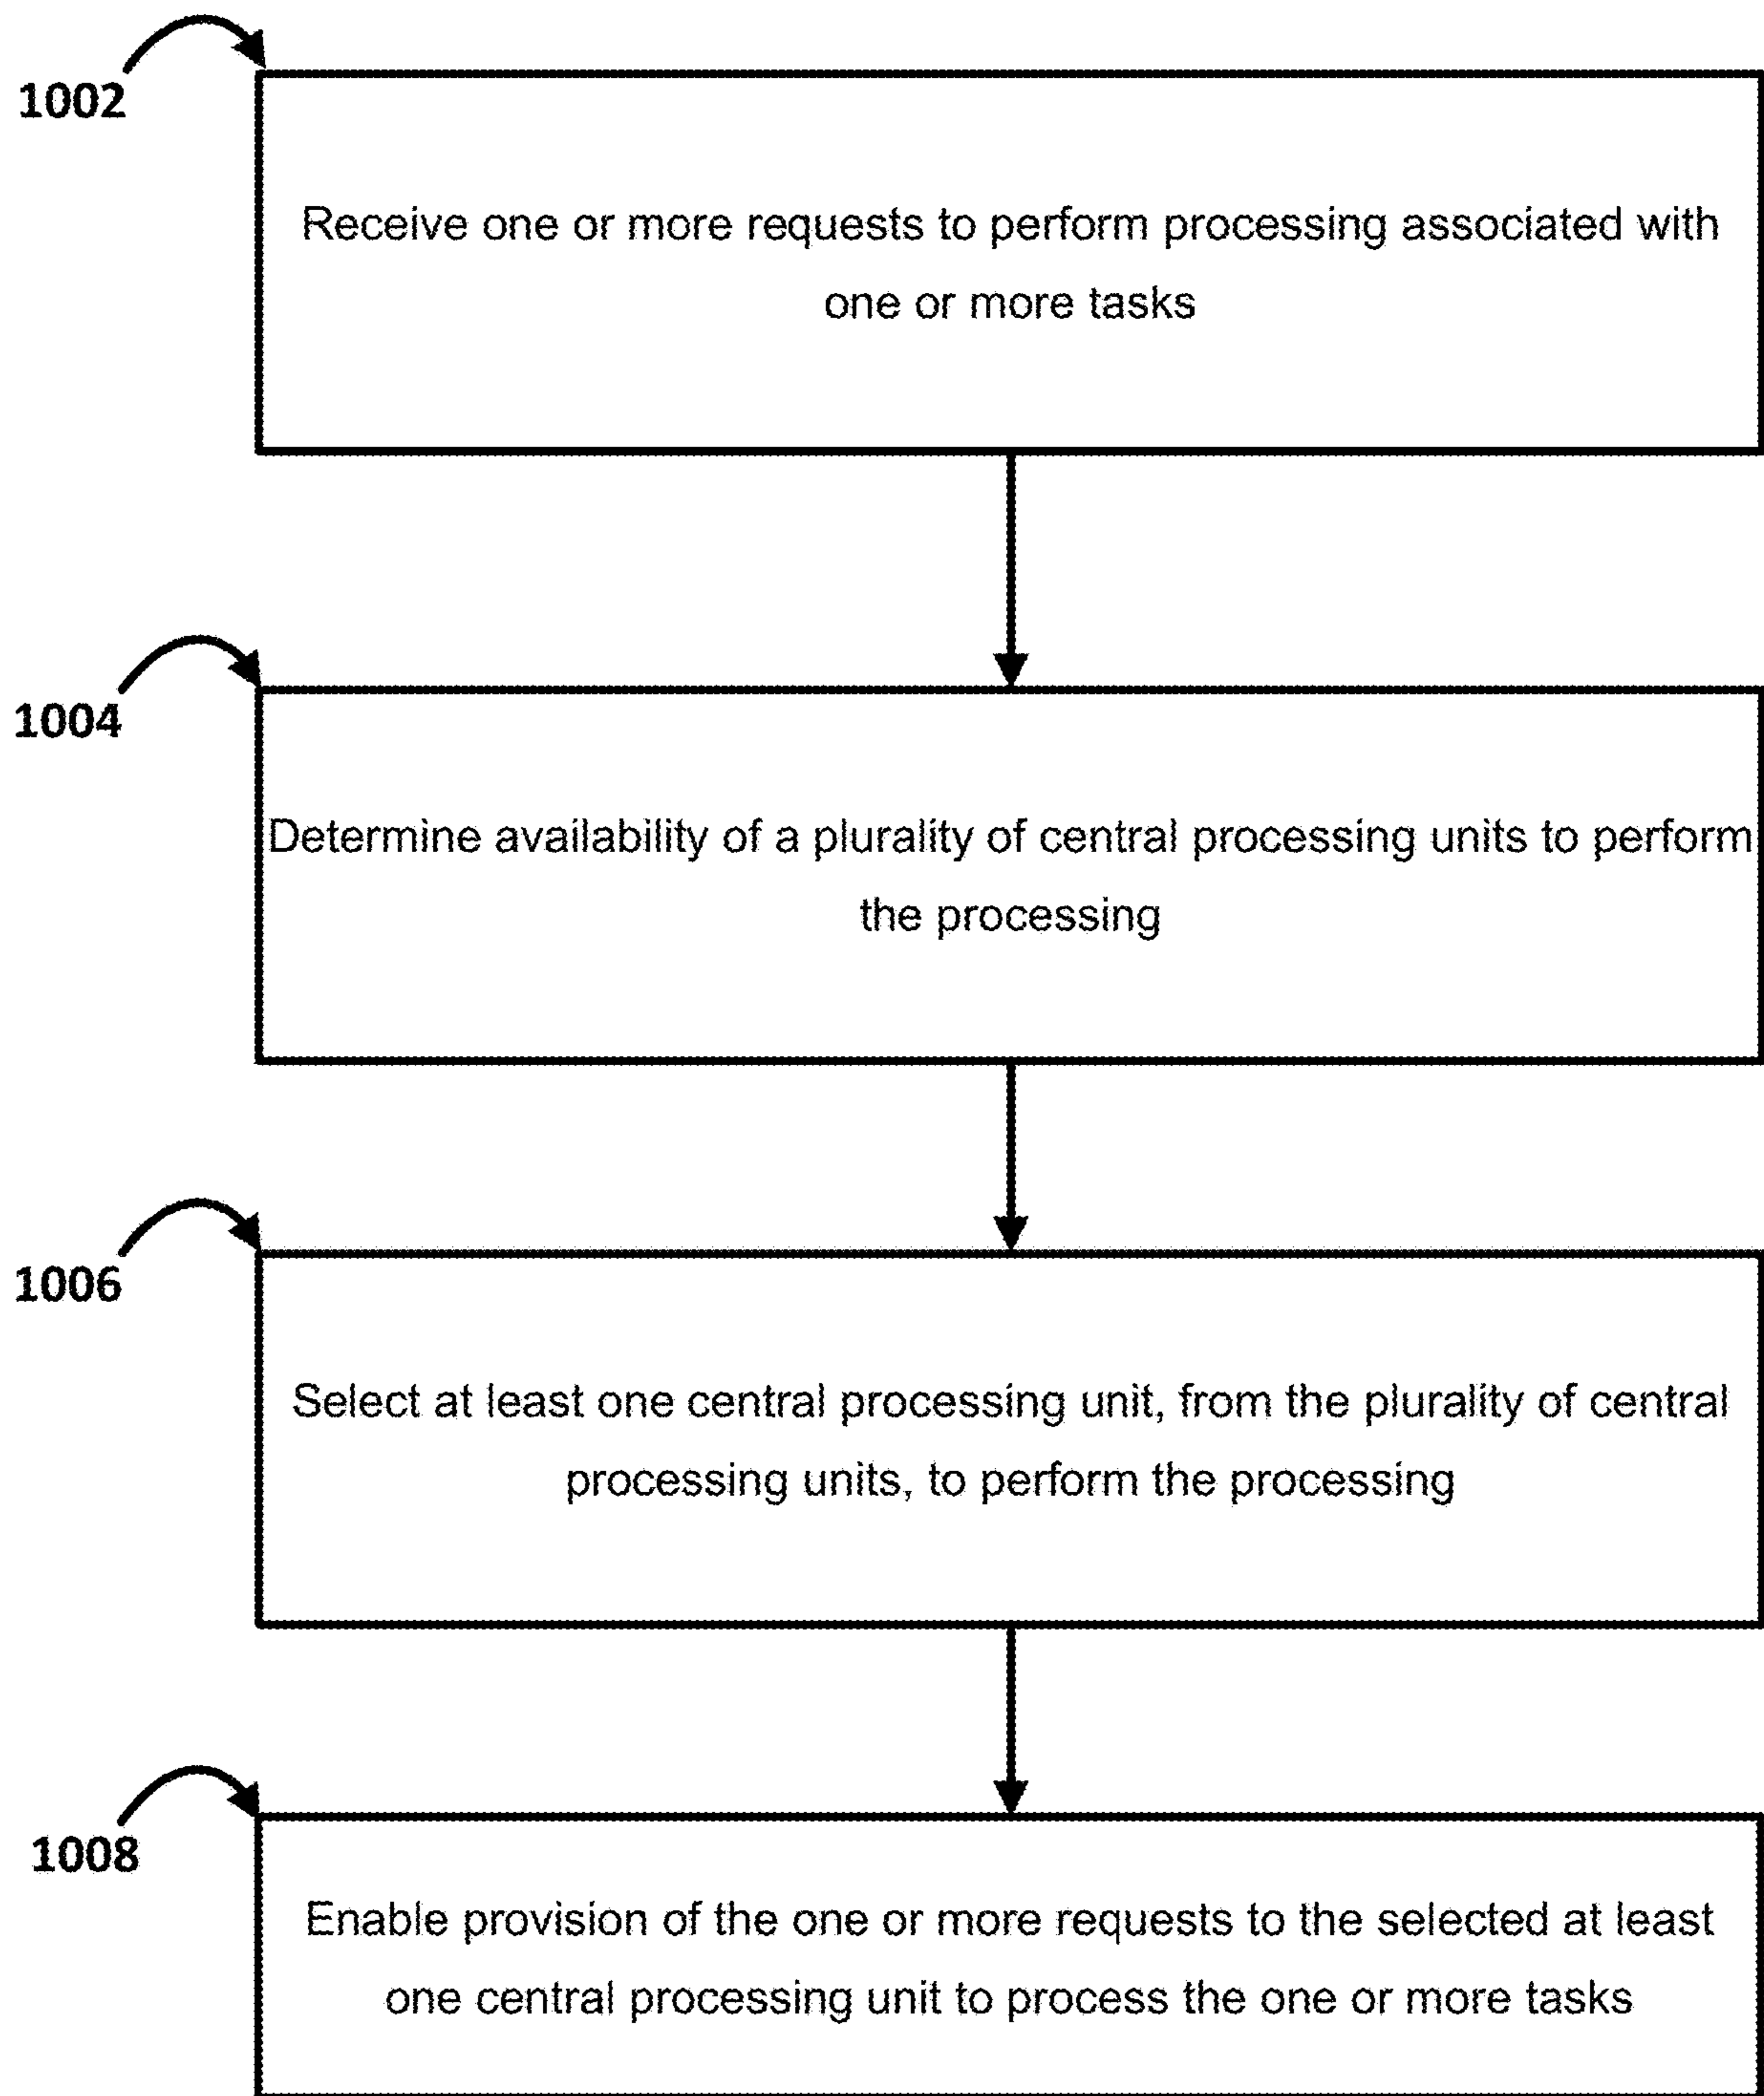 1002
Receive one or more requests to perform processing associated with
one or more tasks
1004
Determine availability of a plurality of central processing units to perform
the processing
1006
Select at least one central processing unit, from the plurality of central
processing units, to perform the processing
1008
Enable provision of the one or more requests to the selected at least
one central processing unit to process the one or more tasks